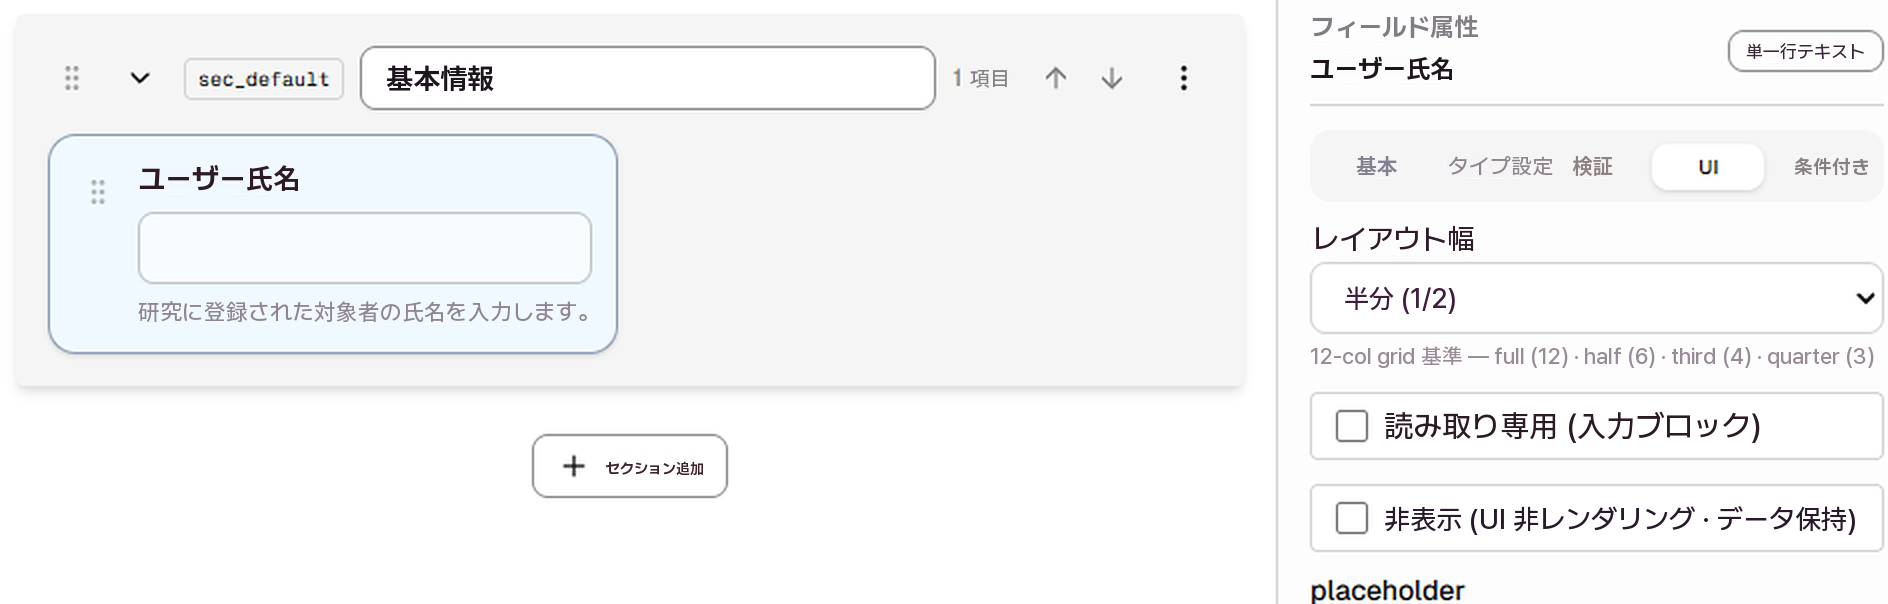 sec_default 基本情報 1 項目
ユーザー氏名
研究に登録された対象者の氏名を入力します。
セクション追加
フィールド属性
ユーザー氏名
単一行テキスト
基本 タイプ設定 検証 UI 条件付き
レイアウト幅
半分 (1/2)
12-col grid 基準 — full (12) · half (6) · third (4) · quarter (3)
読み取り専用 (入力ブロック)
非表示 (UI 非レンダリング · データ保持)
placeholder